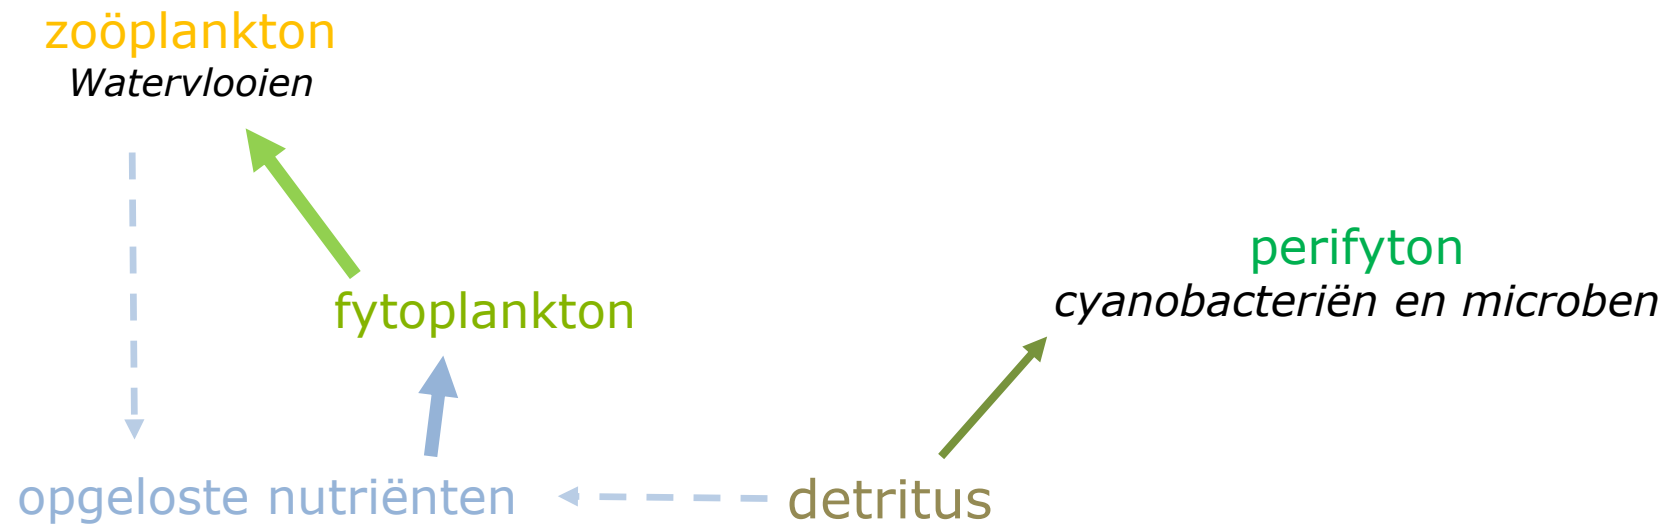 zoöplankton
Watervlooien
perifyton
cyanobacteriën en microben
fytoplankton
opgeloste nutriënten
detritus